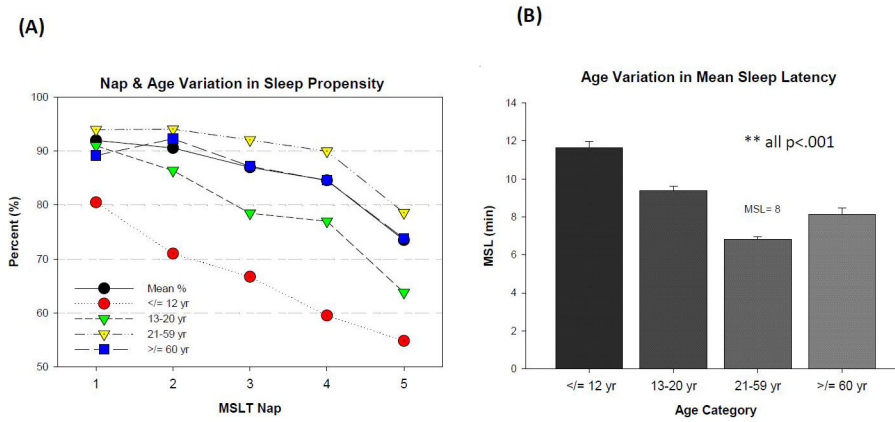 (A)
Nap & Age Variation in Sleep Propensity
100
90
80
70
60
50
Percent (%)
Mean %
</= 12 yr
13-20 yr
21-59 yr
>/= 60 yr
1 2 3 4 5
MSLT Nap
(B)
Age Variation in Mean Sleep Latency
14
12
10
8
6
4
2
0
MSL (min)
** all p<.001
MSL= 8
</= 12 yr 13-20 yr 21-59 yr >/= 60 yr
Age Category